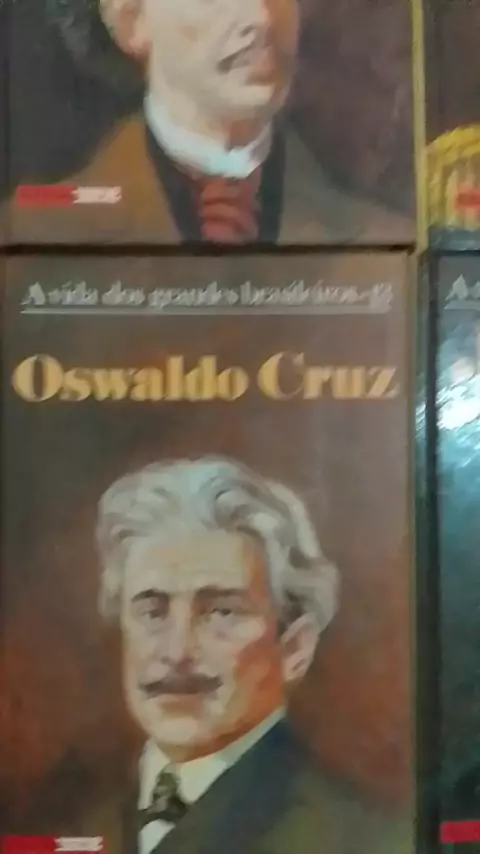 A vida dos grandes brasileiros
Oswaldo Cruz